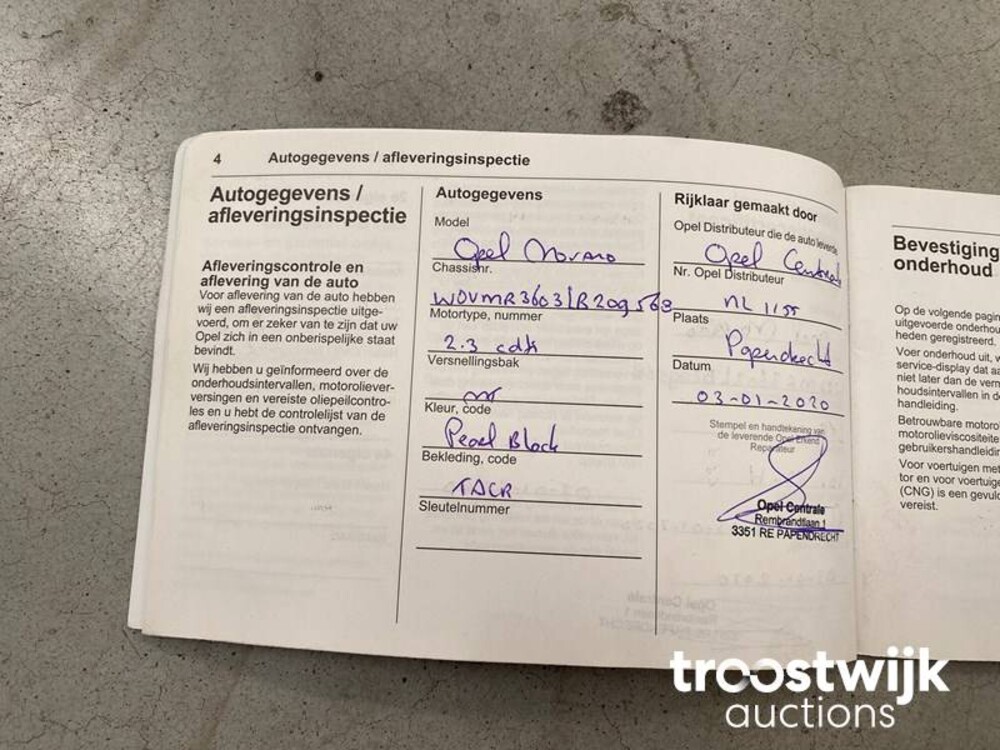 4 Autogegevens / afleveringsinspectie
Autogegevens /
afleveringsinspectie
Afleveringscontrole en
aflevering van de auto
Voor aflevering van de auto hebben
wij een afleveringsinspectie uitge-
voerd, om er zeker van te zijn dat uw
Opel zich in een onberispelijke staat
bevindt.
Wij hebben u geïnformeerd over de
onderhoudsintervallen, motoroliever-
versingen en vereiste oliepeilcontro-
les en u hebt de controlelijst van de
afleveringsinspectie ontvangen.
Autogegevens
Model
Opel Movano
Chassisnr.
Motortype, nummer
2.3 cdti
Versnellingsbak
Kleur, code
Pearl Black
Bekleding, code
TACR
Sleutelnummer
Rijklaar gemaakt door
Opel Distributeur die de auto leverde
Opel Centrale
Nr. Opel Distributeur
NL 1155
Plaats
Papendrecht
Datum
03-01-2020
Stempel en handtekening van
de leverende Opel Erkend
Reparateur
Opel Centrale
Rembrandtlaan 1
3351 RE PAPENDRECHT
Bevestiging
onderhoud
Op de volgende pagin
uitgevoerde onderhou
heden geregistreerd.
Voer onderhoud uit, w
service-display dat aa
niet later dan de verm
houdsintervallen in de
handleiding.
Betrouwbare motoro
motorolieviscositeite
gebruikershandleidin
Voor voertuigen met
tor en voor voertuige
(CNG) is een gevuld
vereist.
troostwijk
auctions